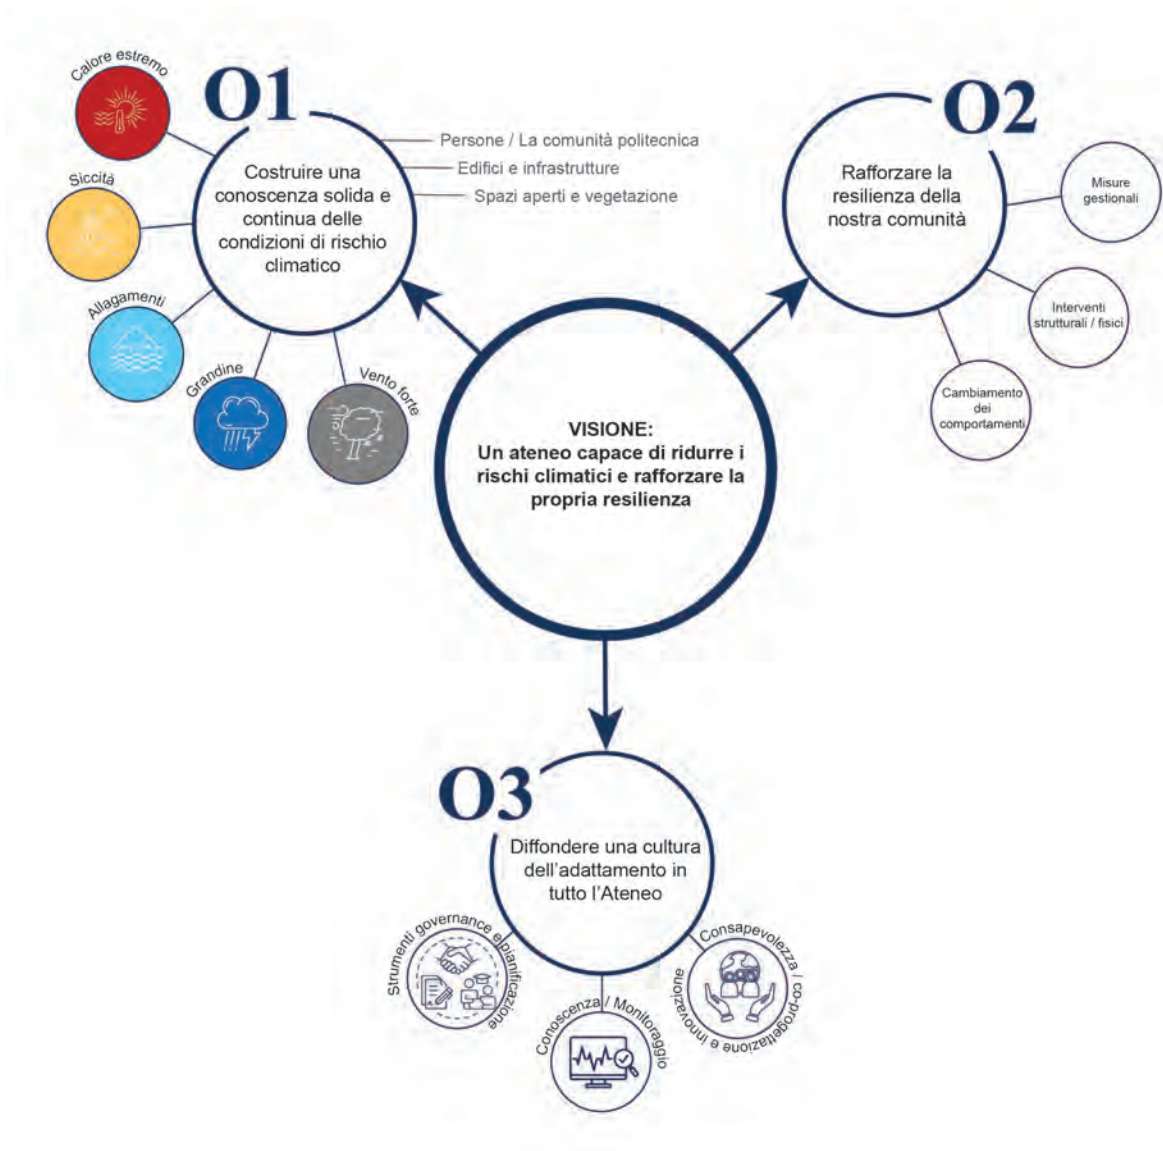 O1
Calore estremo
Siccità
Allagamenti
Grandine
Vento forte
Costruire una
conoscenza solida e
continua delle
condizioni di rischio
climatico
Persone / La comunità politecnica
Edifici e infrastrutture
Spazi aperti e vegetazione
O2
Rafforzare la
resilienza della
nostra comunità
Misure
gestionali
Interventi
strutturali / fisici
Cambiamento
dei
comportamenti
VISIONE:
Un ateneo capace di ridurre i
rischi climatici e rafforzare la
propria resilienza
O3
Diffondere una cultura
dell'adattamento in
tutto l'Ateneo
Strumenti governance e pianificazione
Conoscenza / Monitoraggio
Consapevolezza / co-progettazione e innovazione